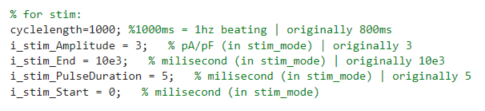 % for stim:
cyclelength=1000; %1000ms = 1hz beating | originally 800ms
i_stim_Amplitude = 3;   % pA/pF (in stim_mode) | originally 3
i_stim_End = 10e3;   % milisecond (in stim_mode) | originally 10e3
i_stim_PulseDuration = 5;   % milisecond (in stim_mode) | originally 5
i_stim_Start = 0;   % milisecond (in stim_mode)